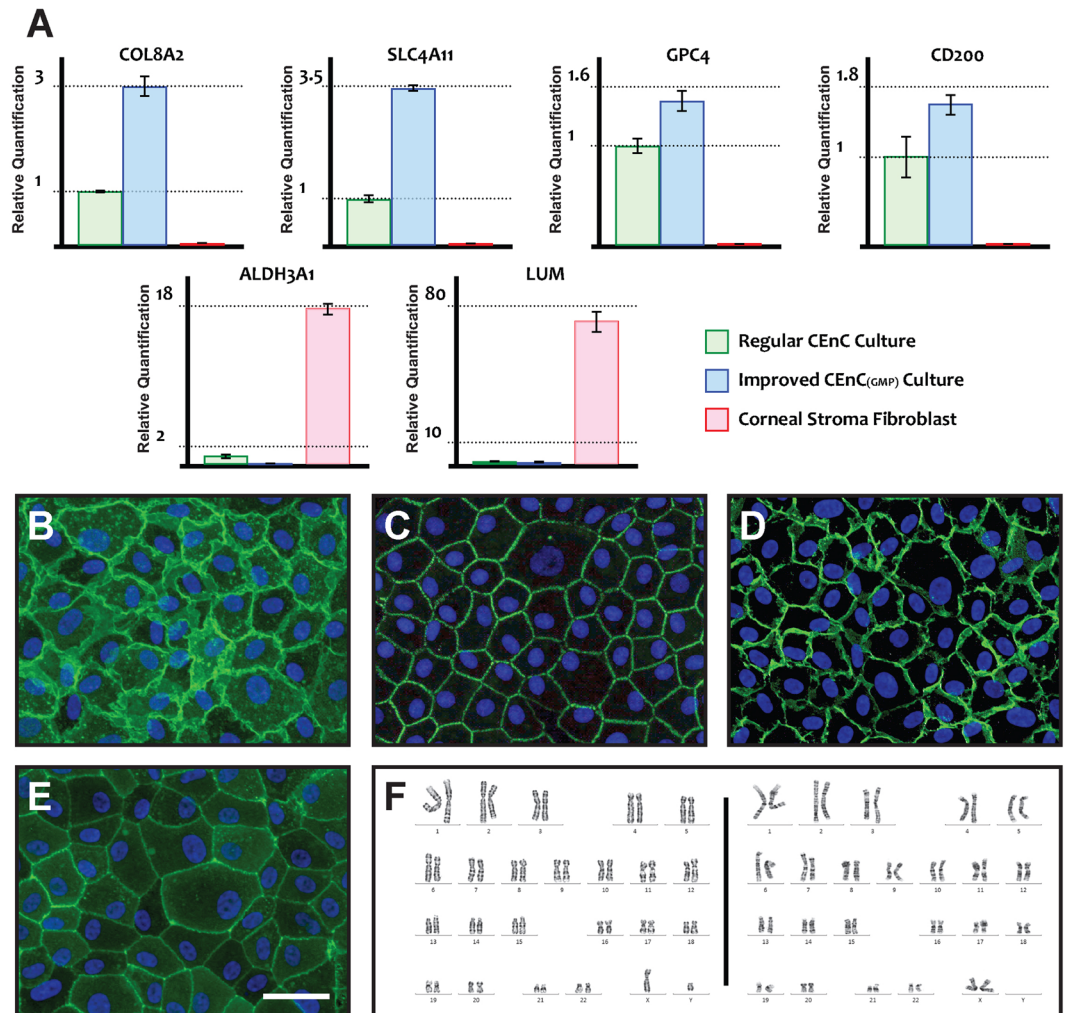 A
COL8A2
Relative Quantification
3
1
SLC4A11
Relative Quantification
3.5
1
GPC4
Relative Quantification
1.6
1
CD200
Relative Quantification
1.8
1
ALDH3A1
Relative Quantification
18
2
LUM
Relative Quantification
80
10
Regular CEnC Culture
Improved CEnC(GMP) Culture
Corneal Stroma Fibroblast
B
C
D
E
F
1 2 3 4 5
6 7 8 9 10 11 12
13 14 15 16 17 18
19 20 21 22 X Y
1 2 3 4 5
6 7 8 9 10 11 12
13 14 15 16 17 18
19 20 21 22 X Y